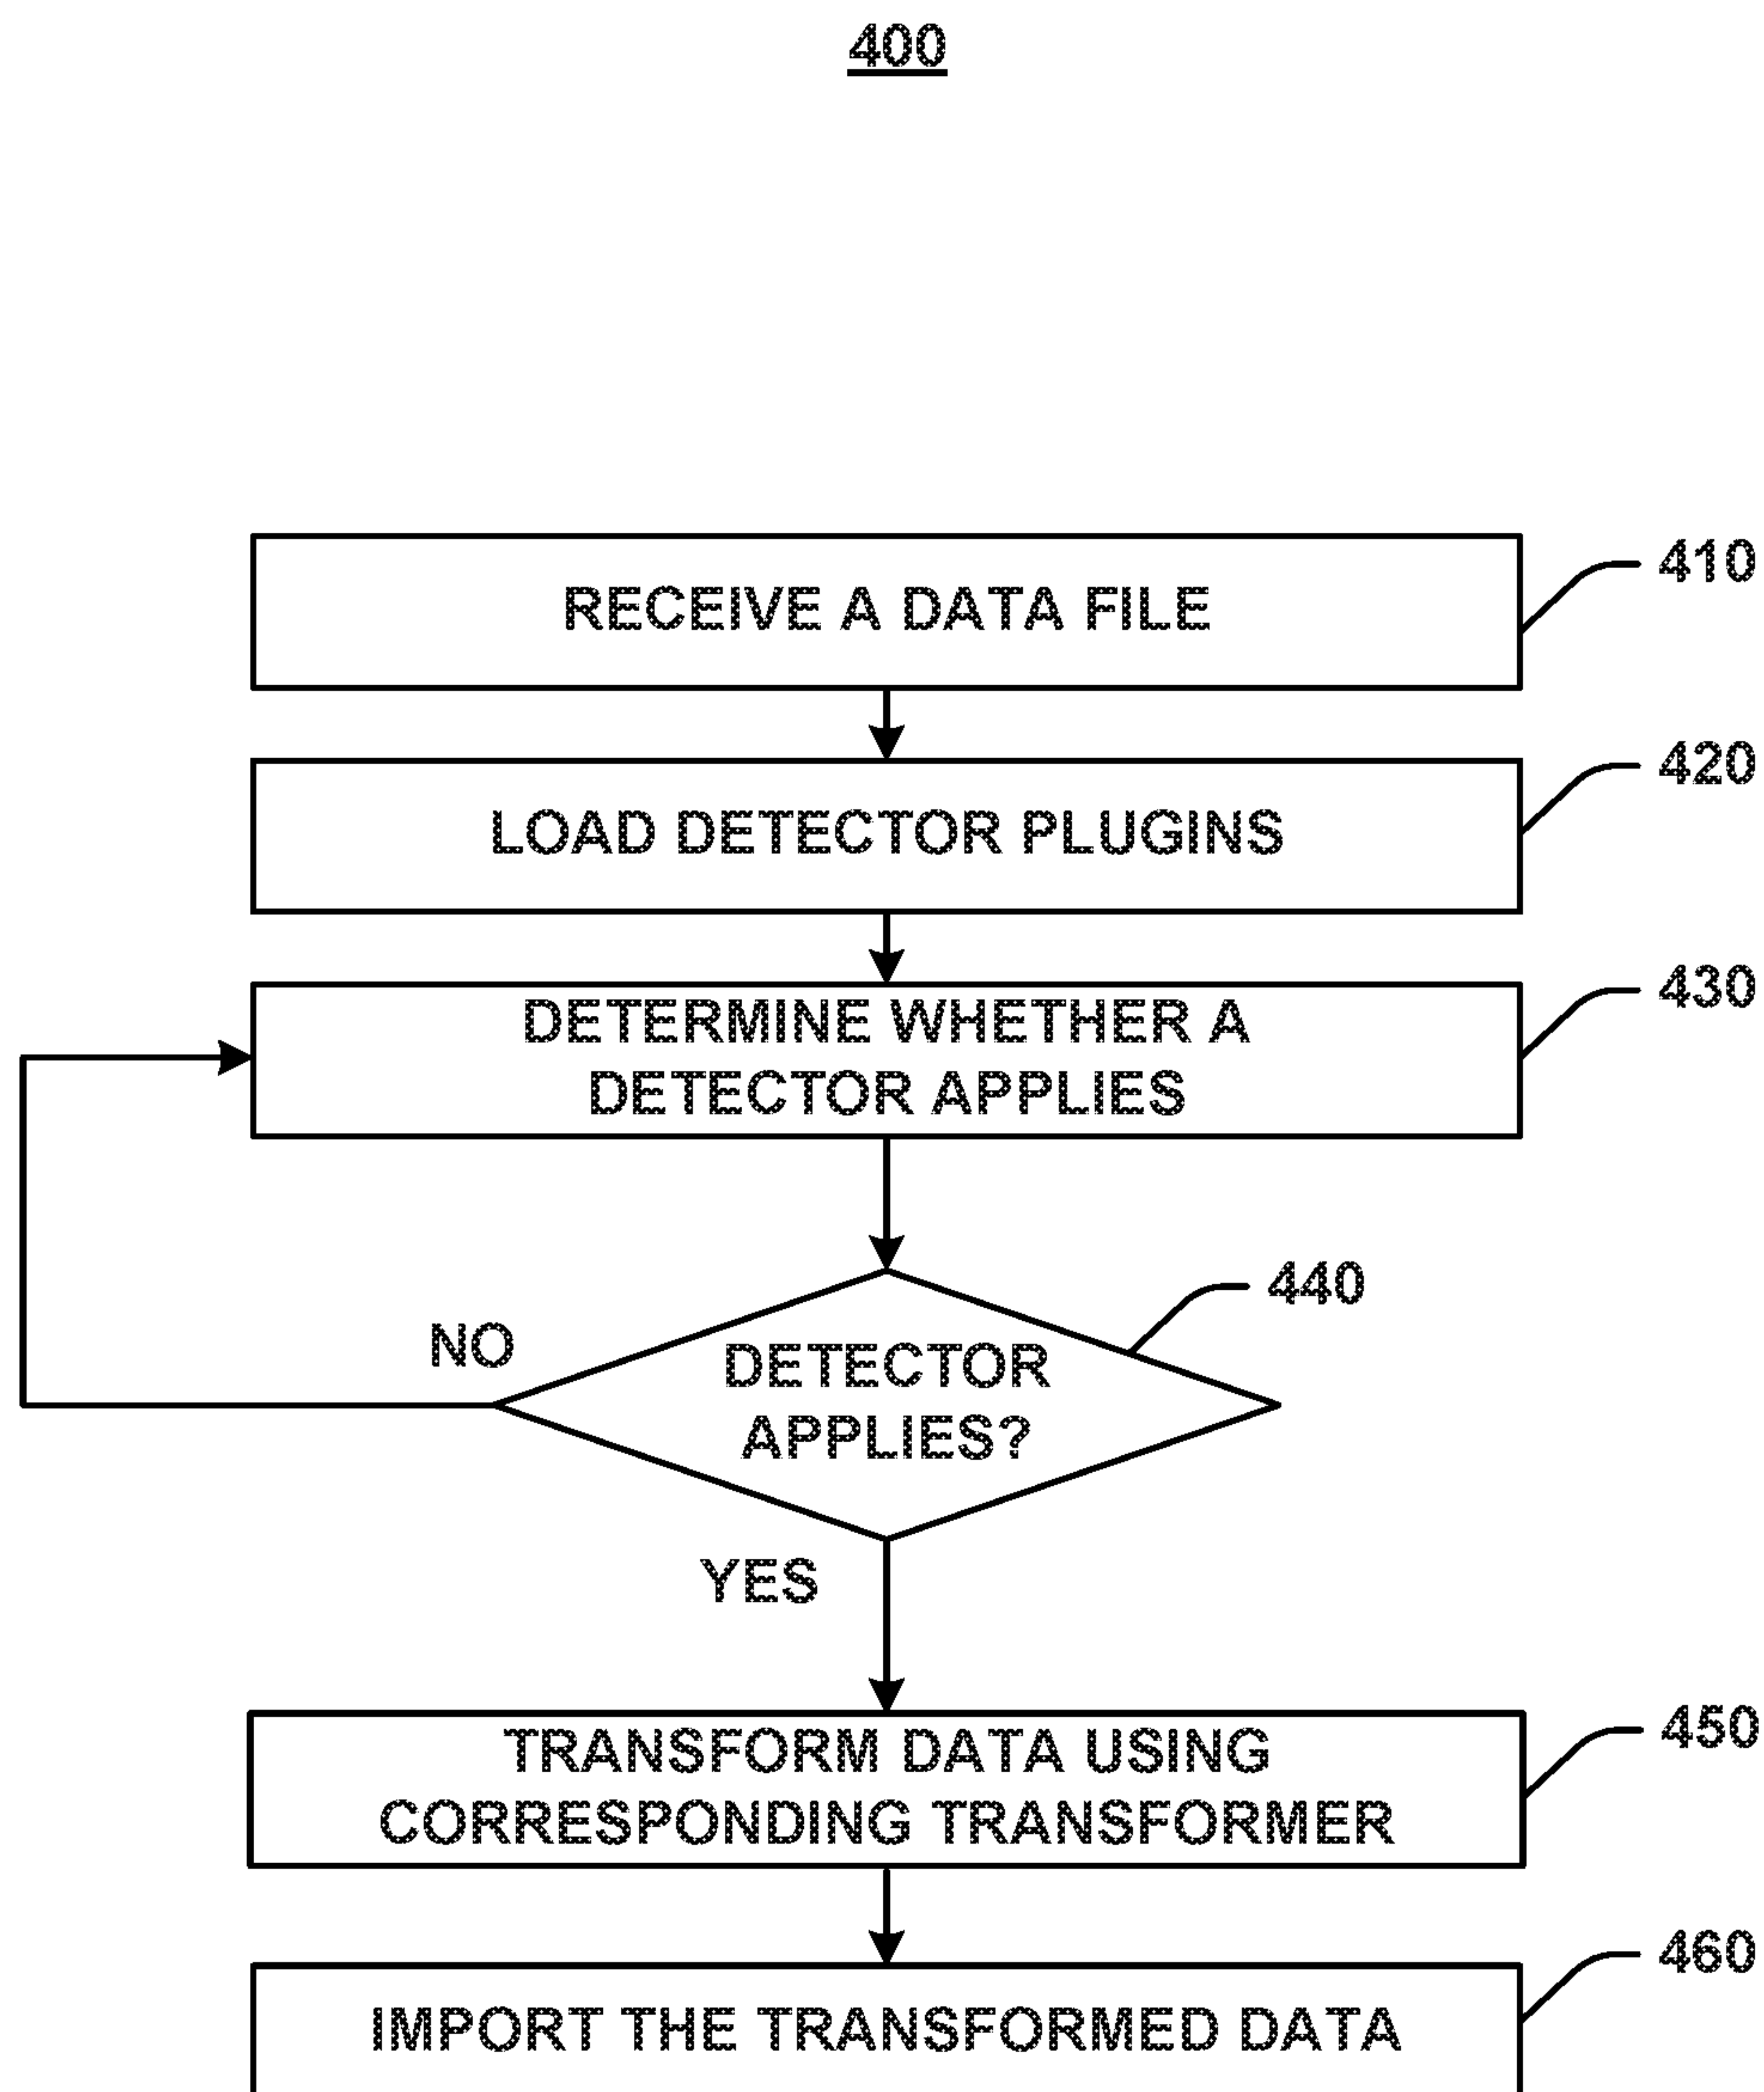 400
RECEIVE A DATA FILE
410
LOAD DETECTOR PLUGINS
420
DETERMINE WHETHER A
DETECTOR APPLIES
430
440
NO
DETECTOR
APPLIES?
YES
TRANSFORM DATA USING
CORRESPONDING TRANSFORMER
450
IMPORT THE TRANSFORMED DATA
460